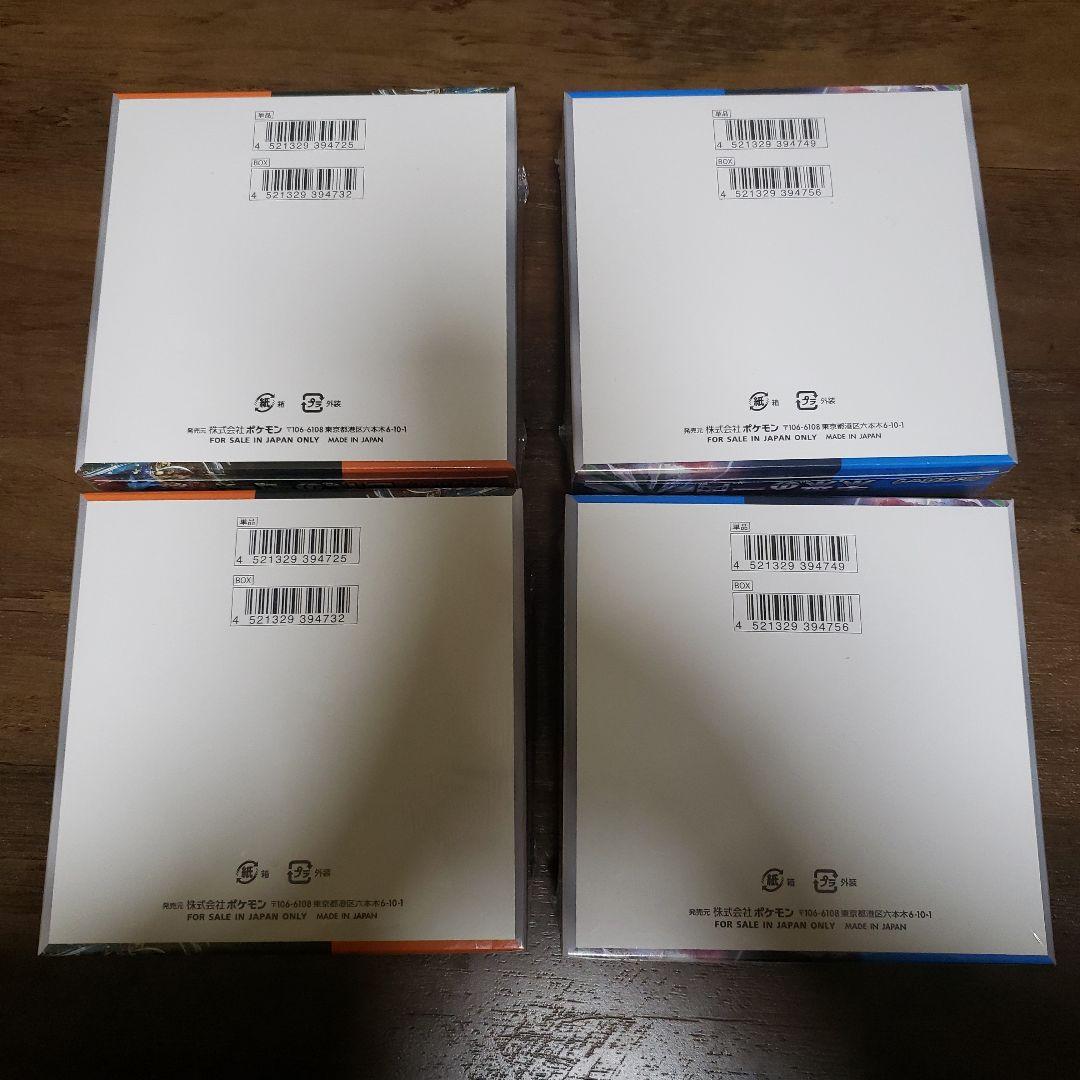 単品
4 521329 394725
BOX
4 521329 394732
紙 箱 プラ 外装
発売元 株式会社ポケモン 〒106-6108 東京都港区六本木6-10-1
FOR SALE IN JAPAN ONLY MADE IN JAPAN
単品
4 521329 394749
BOX
4 521329 394756
紙 箱 プラ 外装
発売元 株式会社ポケモン 〒106-6108 東京都港区六本木6-10-1
FOR SALE IN JAPAN ONLY MADE IN JAPAN
単品
4 521329 394725
BOX
4 521329 394732
紙 箱 プラ 外装
発売元 株式会社ポケモン 〒106-6108 東京都港区六本木6-10-1
FOR SALE IN JAPAN ONLY MADE IN JAPAN
単品
4 521329 394749
BOX
4 521329 394756
紙 箱 プラ 外装
発売元 株式会社ポケモン 〒106-6108 東京都港区六本木6-10-1
FOR SALE IN JAPAN ONLY MADE IN JAPAN